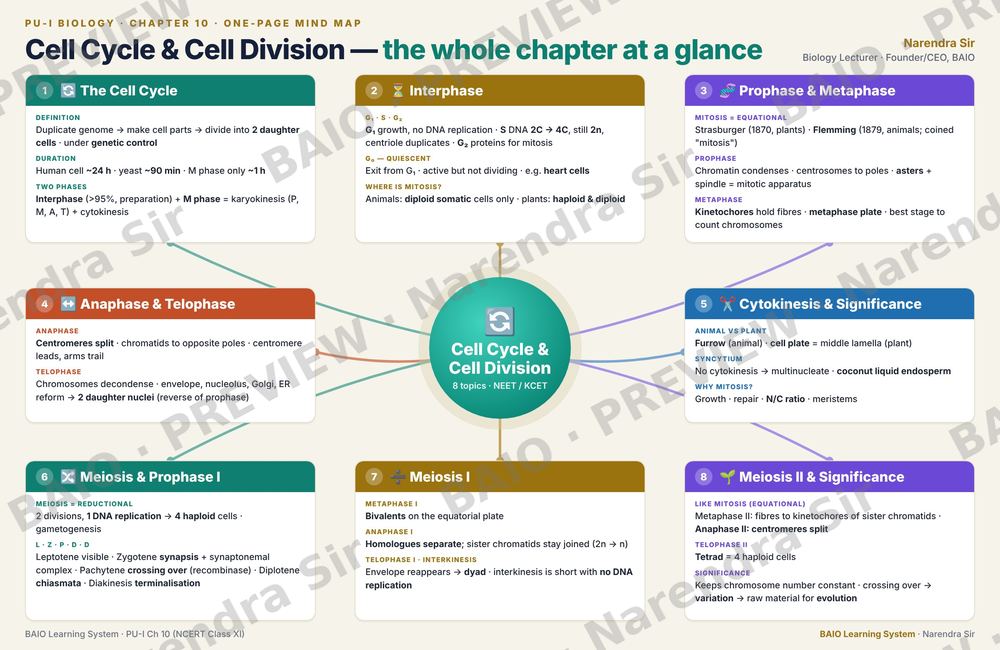 PU-I BIOLOGY · CHAPTER 10 · ONE-PAGE MIND MAP
Cell Cycle & Cell Division — the whole chapter at a glance
Narendra Sir
Biology Lecturer · Founder/CEO, BAIO
1 The Cell Cycle
DEFINITION
Duplicate genome → make cell parts → divide into 2 daughter
cells · under genetic control
DURATION
Human cell ~24 h · yeast ~90 min · M phase only ~1 h
TWO PHASES
Interphase (>95%, preparation) + M phase = karyokinesis (P,
M, A, T) + cytokinesis
2 Interphase
G₁ · S · G₂
G₁ growth, no DNA replication · S DNA 2C → 4C, still 2n,
centriole duplicates · G₂ proteins for mitosis
G₀ — QUIESCENT
Exit from G₁ · active but not dividing · e.g. heart cells
WHERE IS MITOSIS?
Animals: diploid somatic cells only · plants: haploid & diploid
3 Prophase & Metaphase
MITOSIS = EQUATIONAL
Strasburger (1870, plants) · Flemming (1879, animals; coined
"mitosis")
PROPHASE
Chromatin condenses · centrosomes to poles · asters +
spindle = mitotic apparatus
METAPHASE
Kinetochores hold fibres · metaphase plate · best stage to
count chromosomes
4 Anaphase & Telophase
ANAPHASE
Centromeres split · chromatids to opposite poles · centromere
leads, arms trail
TELOPHASE
Chromosomes decondense · envelope, nucleolus, Golgi, ER
reform → 2 daughter nuclei (reverse of prophase)
Cell Cycle &
Cell Division
8 topics · NEET / KCET
5 Cytokinesis & Significance
ANIMAL VS PLANT
Furrow (animal) · cell plate = middle lamella (plant)
SYNCYTIUM
No cytokinesis → multinucleate · coconut liquid endosperm
WHY MITOSIS?
Growth · repair · N/C ratio · meristems
6 Meiosis & Prophase I
MEIOSIS = REDUCTIONAL
2 divisions, 1 DNA replication → 4 haploid cells ·
gametogenesis
L · Z · P · D · D
Leptotene visible · Zygotene synapsis + synaptonemal
complex · Pachytene crossing over (recombinase) · Diplotene
chiasmata · Diakinesis terminalisation
7 Meiosis I
METAPHASE I
Bivalents on the equatorial plate
ANAPHASE I
Homologues separate; sister chromatids stay joined (2n → n)
TELOPHASE I · INTERKINESIS
Envelope reappears → dyad · interkinesis is short with no DNA
replication
8 Meiosis II & Significance
LIKE MITOSIS (EQUATIONAL)
Metaphase II: fibres to kinetochores of sister chromatids ·
Anaphase II: centromeres split
TELOPHASE II
Tetrad = 4 haploid cells
SIGNIFICANCE
Keeps chromosome number constant · crossing over →
variation → raw material for evolution
BAIO Learning System · PU-I Ch 10 (NCERT Class XI)
BAIO Learning System · Narendra Sir
BAIO · PREVIEW · Narendra Sir